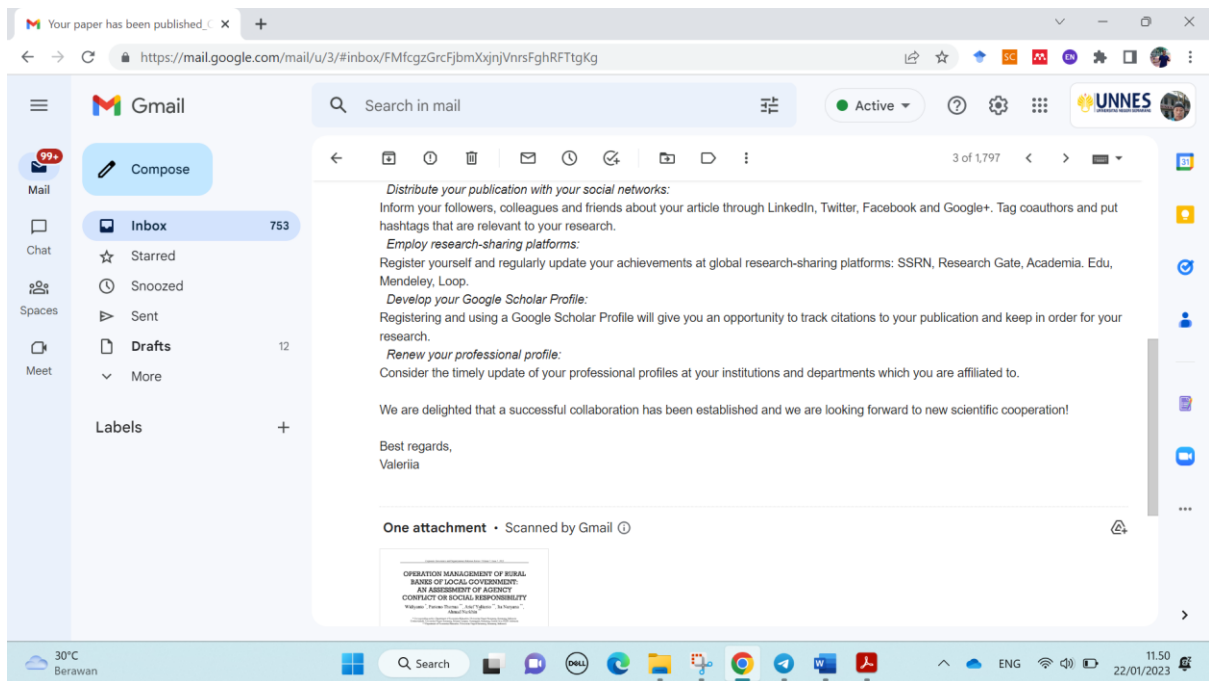 Your paper has been published_
https://mail.google.com/mail/u/3/#inbox/FMfcgzGrcFjbmXxjnjVnrsFghRFTtgKg
SC
EN
Gmail
Search in mail
Active
UNNES
99+
Mail
Chat
Spaces
Meet
Compose
Inbox 753
Starred
Snoozed
Sent
Drafts 12
More
Labels
3 of 1,797
31
Distribute your publication with your social networks:
Inform your followers, colleagues and friends about your article through LinkedIn, Twitter, Facebook and Google+. Tag coauthors and put
hashtags that are relevant to your research.
Employ research-sharing platforms:
Register yourself and regularly update your achievements at global research-sharing platforms: SSRN, Research Gate, Academia. Edu,
Mendeley, Loop.
Develop your Google Scholar Profile:
Registering and using a Google Scholar Profile will give you an opportunity to track citations to your publication and keep in order for your
research.
Renew your professional profile:
Consider the timely update of your professional profiles at your institutions and departments which you are affiliated to.
We are delighted that a successful collaboration has been established and we are looking forward to new scientific cooperation!
Best regards,
Valeriia
One attachment • Scanned by Gmail
OPERATION MANAGEMENT OF RURAL
BANKS OF LOCAL GOVERNMENT:
AN ASSESSMENT OF AGENCY
CONFLICT OR SOCIAL RESPONSIBILITY
30°C
Berawan
Search
DELL
ENG
11.50
22/01/2023